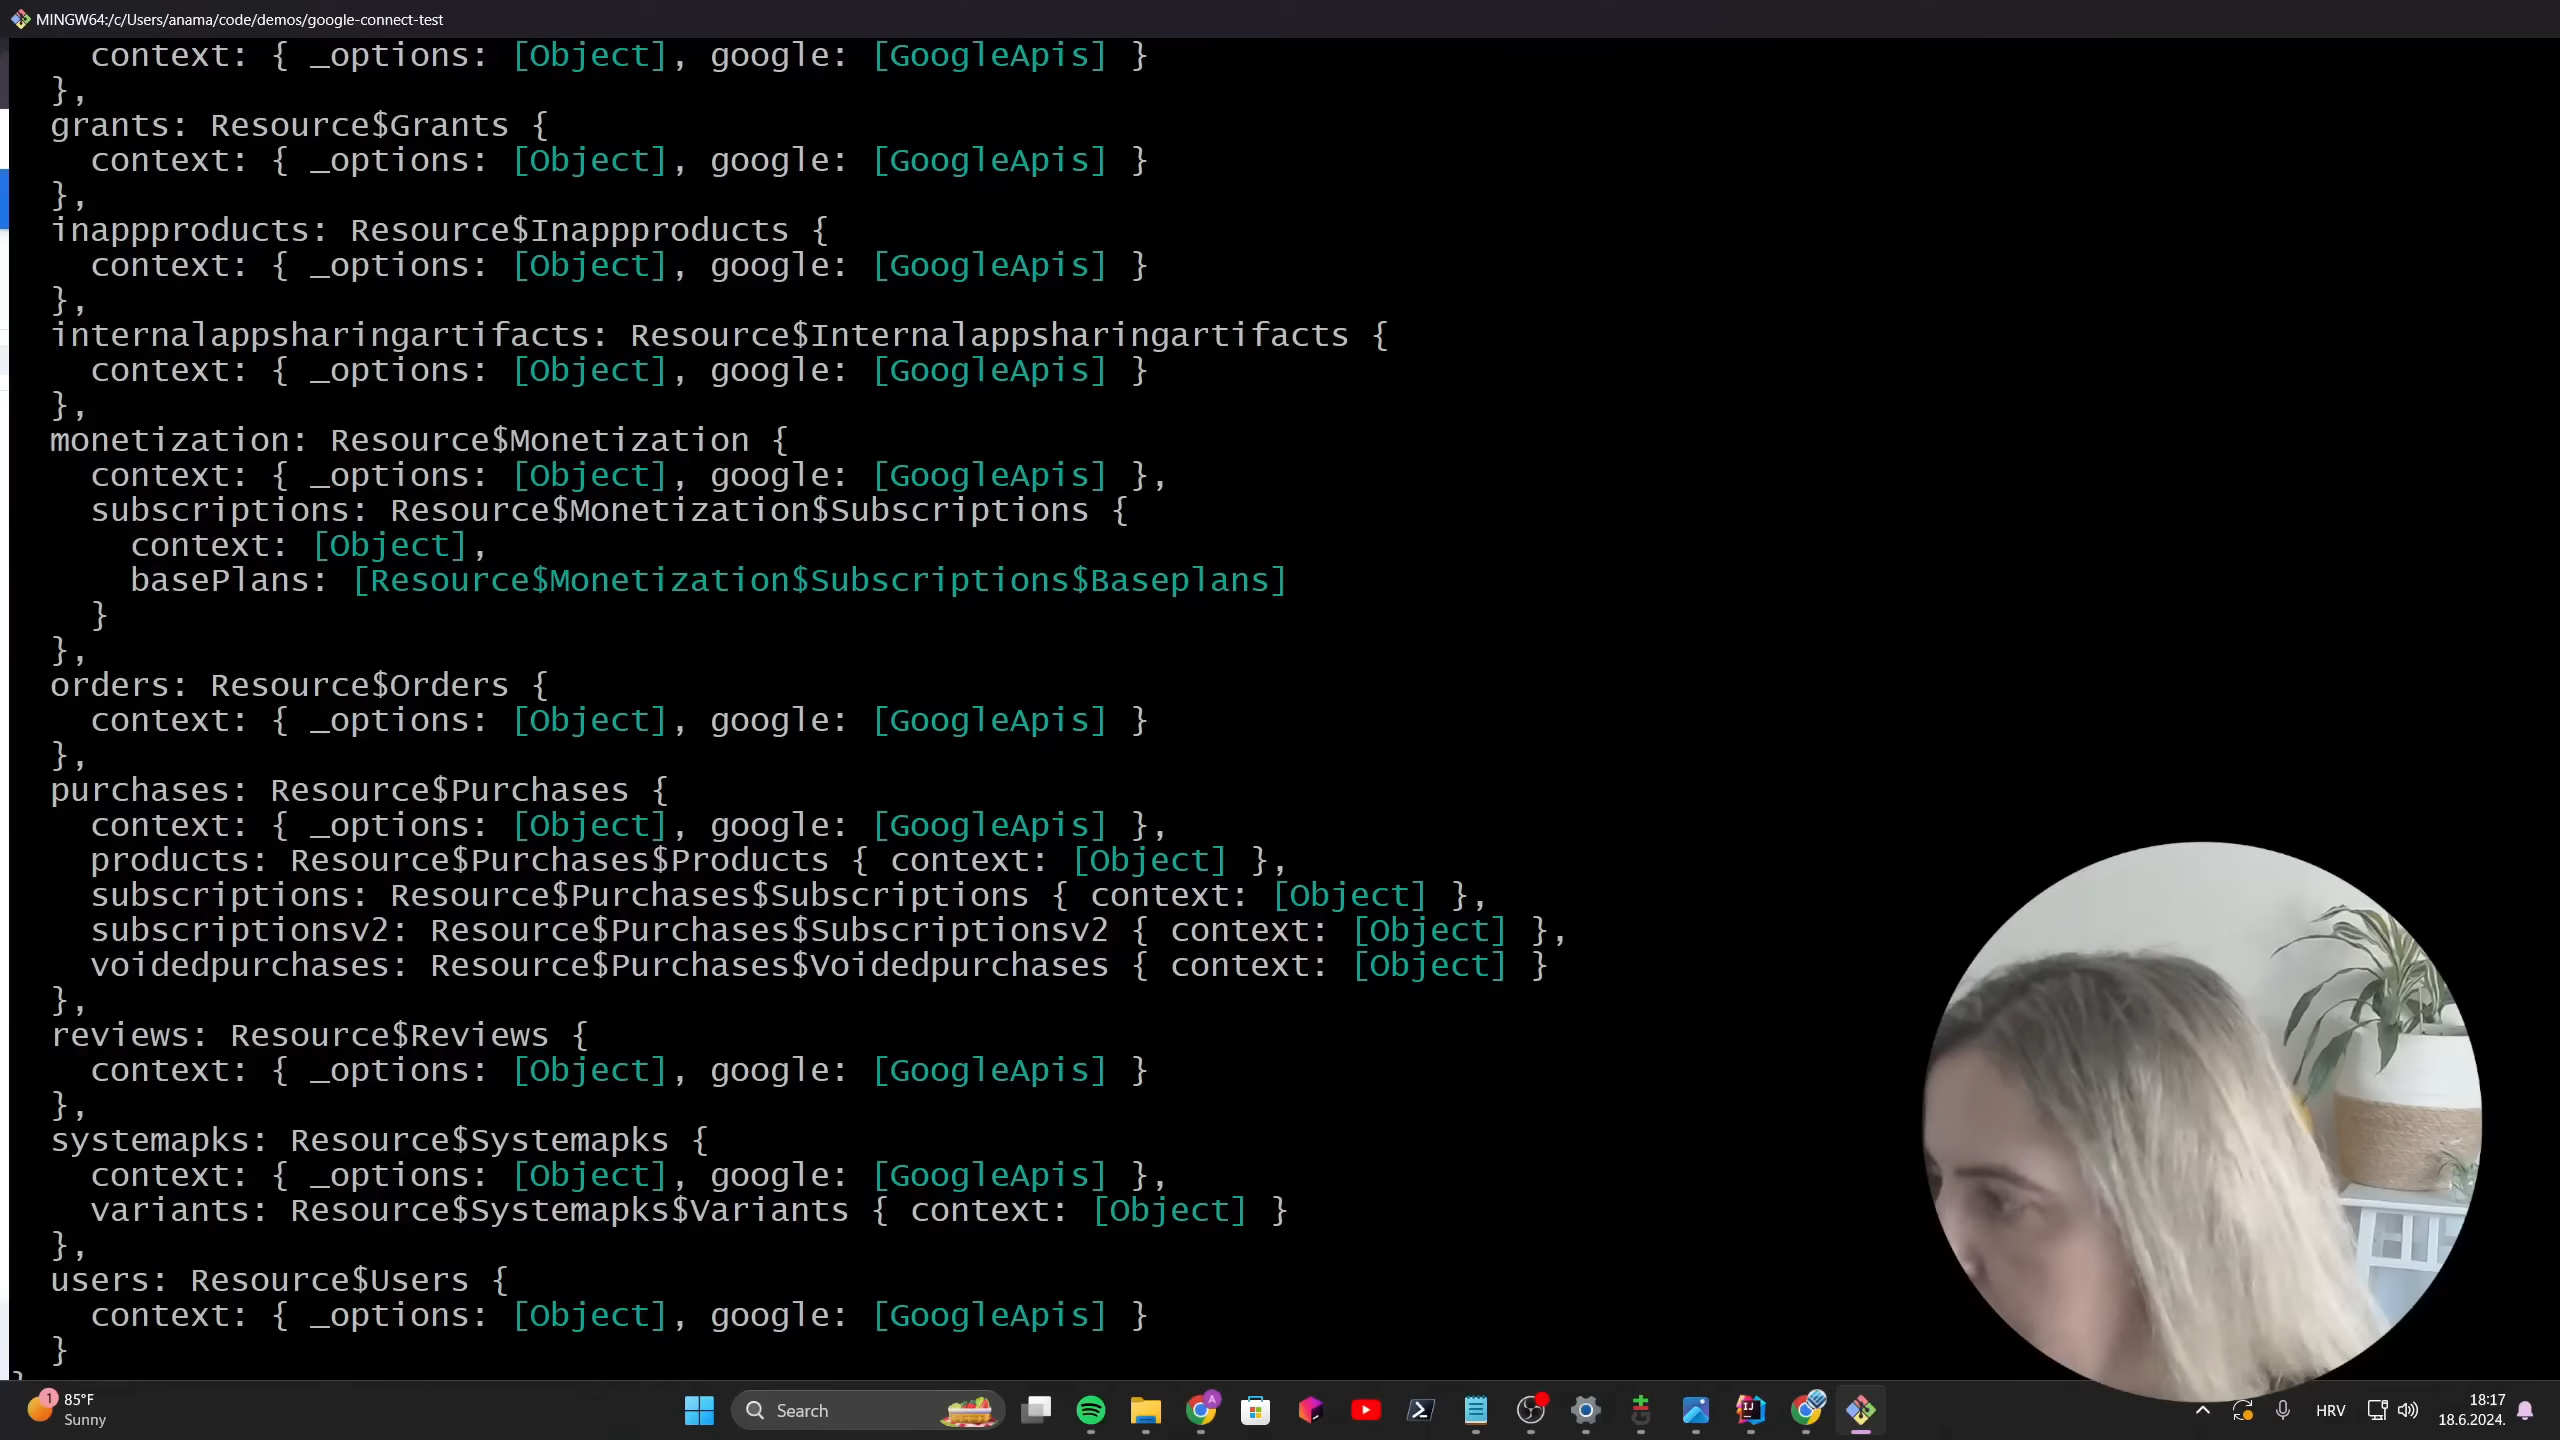 MINGW64:/c/Users/anama/code/demos/google-connect-test
context: { _options: [Object], google: [GoogleApis] }
},
grants: Resource$Grants {
context: { _options: [Object], google: [GoogleApis] }
},
inappproducts: Resource$Inappproducts {
context: { _options: [Object], google: [GoogleApis] }
},
internalappsharingartifacts: Resource$Internalappsharingartifacts {
context: { _options: [Object], google: [GoogleApis] }
},
monetization: Resource$Monetization {
context: { _options: [Object], google: [GoogleApis] },
subscriptions: Resource$Monetization$Subscriptions {
context: [Object],
basePlans: [Resource$Monetization$Subscriptions$Baseplans]
}
},
orders: Resource$Orders {
context: { _options: [Object], google: [GoogleApis] }
},
purchases: Resource$Purchases {
context: { _options: [Object], google: [GoogleApis] },
products: Resource$Purchases$Products { context: [Object] },
subscriptions: Resource$Purchases$Subscriptions { context: [Object] },
subscriptionsv2: Resource$Purchases$Subscriptionsv2 { context: [Object] },
voidedpurchases: Resource$Purchases$Voidedpurchases { context: [Object] }
},
reviews: Resource$Reviews {
context: { _options: [Object], google: [GoogleApis] }
},
systemapks: Resource$Systemapks {
context: { _options: [Object], google: [GoogleApis] },
variants: Resource$Systemapks$Variants { context: [Object] }
},
users: Resource$Users {
context: { _options: [Object], google: [GoogleApis] }
}
}
1
85°F
Sunny
Search
A
IJ
HRV
18:17
18.6.2024.